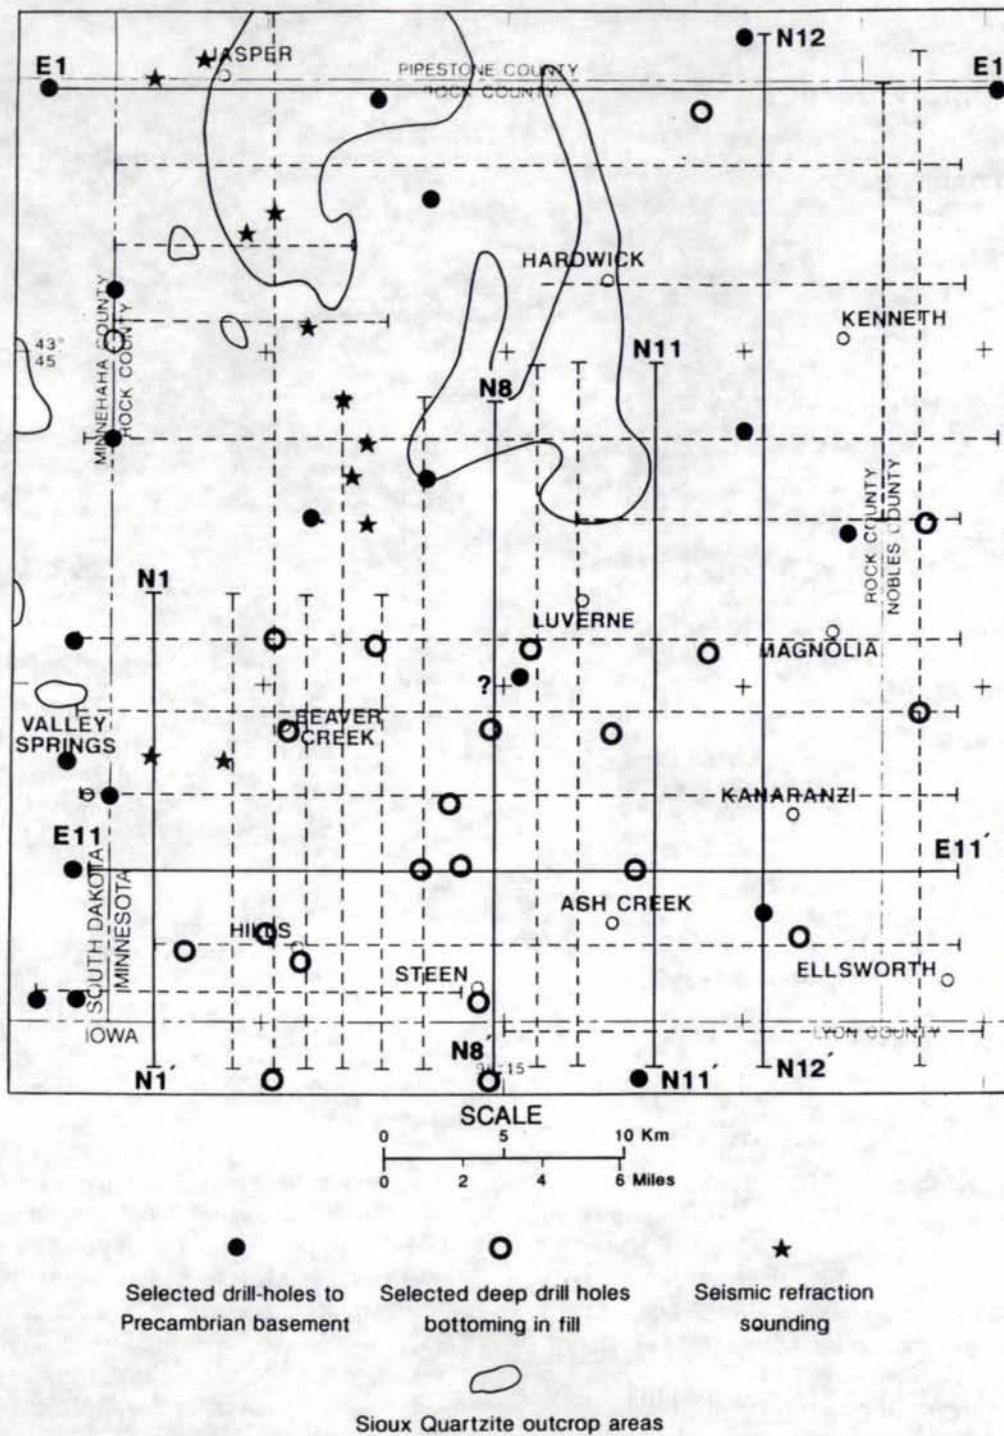 N12
JASPER
E1
PIPESTONE COUNTY
E1
ROCK COUNTY
HARDWICK
KENNETH
43°
45
MINNEHAHA COUNTY
ROCK COUNTY
N11
N8
ROCK COUNTY
NOBLES COUNTY
N1
LUVERNE
MAGNOLIA
?
VALLEY
SPRINGS
BEAVER
CREEK
KANARANZI
E11
E11´
SOUTH DAKOTA
MINNESOTA
ASH CREEK
HILLS
STEEN
ELLSWORTH
IOWA
LYON COUNTY
N8´
15
N1´
N11´
N12´
SCALE
0 5 10 Km
0 2 4 6 Miles
Selected drill-holes to
Precambrian basement
Selected deep drill holes
bottoming in fill
Seismic refraction
sounding
Sioux Quartzite outcrop areas